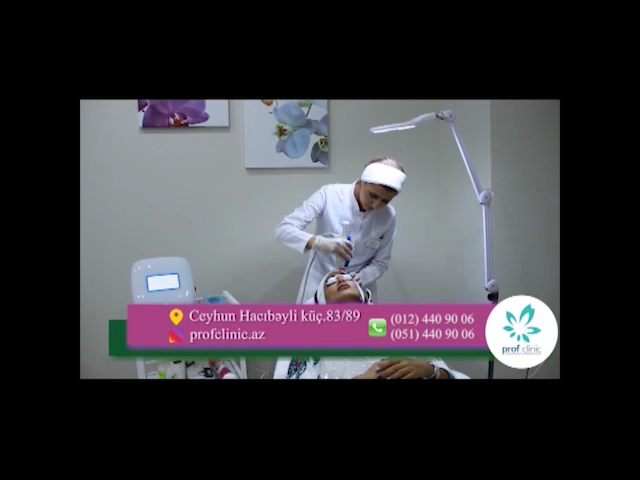 Ceyhun Hacıbəyli küç.83/89
profclinic.az
(012) 440 90 06
(051) 440 90 06
prof clinic